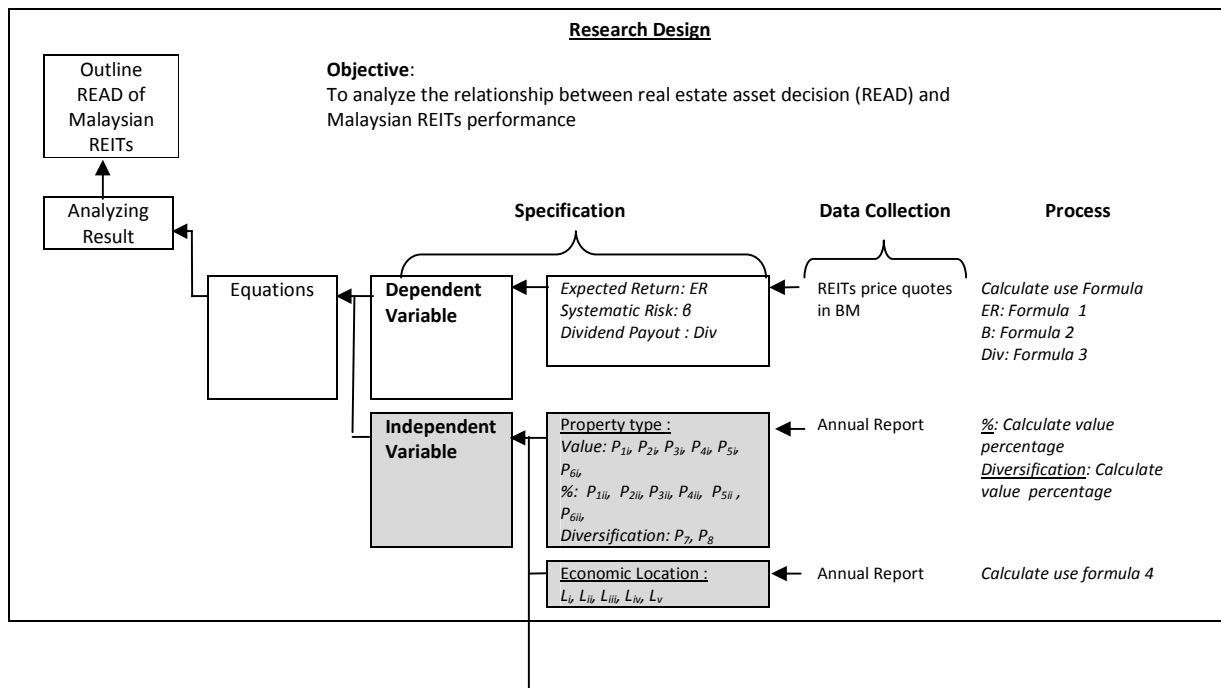 Research Design
Outline
READ of
Malaysian
REITs
Objective:
To analyze the relationship between real estate asset decision (READ) and
Malaysian REITs performance
Analyzing
Result
Specification
Data Collection
Process
Equations
Dependent
Variable
Expected Return: ER
Systematic Risk: β
Dividend Payout : Div
REITs price quotes
in BM
Calculate use Formula
ER: Formula 1
B: Formula 2
Div: Formula 3
Independent
Variable
Property type :
Value: P1i, P2i, P3i, P4i, P5i,
P6i,
%: P1ii, P2ii, P3ii, P4ii, P5ii ,
P6ii,
Diversification: P7, P8
Annual Report
%: Calculate value
percentage
Diversification: Calculate
value percentage
Economic Location :
Li, Lii, Liii, Liv, Lv
Annual Report
Calculate use formula 4